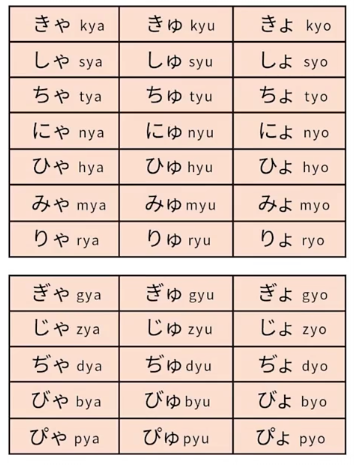 きゃ kya きゅ kyu きょ kyo
しゃ sya しゅ syu しょ syo
ちゃ tya ちゅ tyu ちょ tyo
にゃ nya にゅ nyu にょ nyo
ひゃ hya ひゅ hyu ひょ hyo
みゃ mya みゅ myu みょ myo
りゃ rya りゅ ryu りょ ryo
ぎゃ gya ぎゅ gyu ぎょ gyo
じゃ zya じゅ zyu じょ zyo
ぢゃ dya ぢゅ dyu ぢょ dyo
びゃ bya びゅ byu びょ byo
ぴゃ pya ぴゅ pyu ぴょ pyo